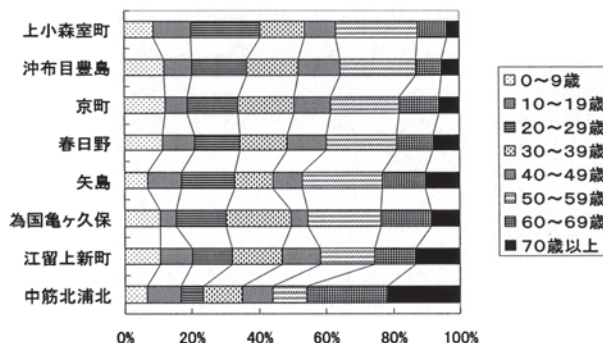 上小森室町
沖布目豊島
京町
春日野
矢島
為国亀ヶ久保
江留上新町
中筋北浦北
0% 20% 40% 60% 80% 100%
0～9歳
10～19歳
20～29歳
30～39歳
40～49歳
50～59歳
60～69歳
70歳以上